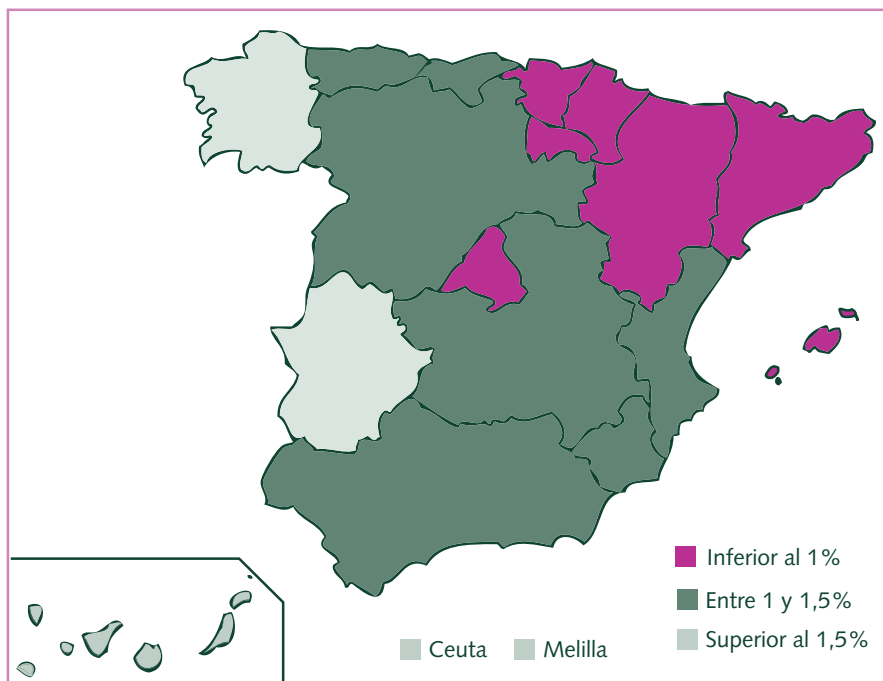 Inferior al 1%
Entre 1 y 1,5%
Superior al 1,5%
Ceuta
Melilla